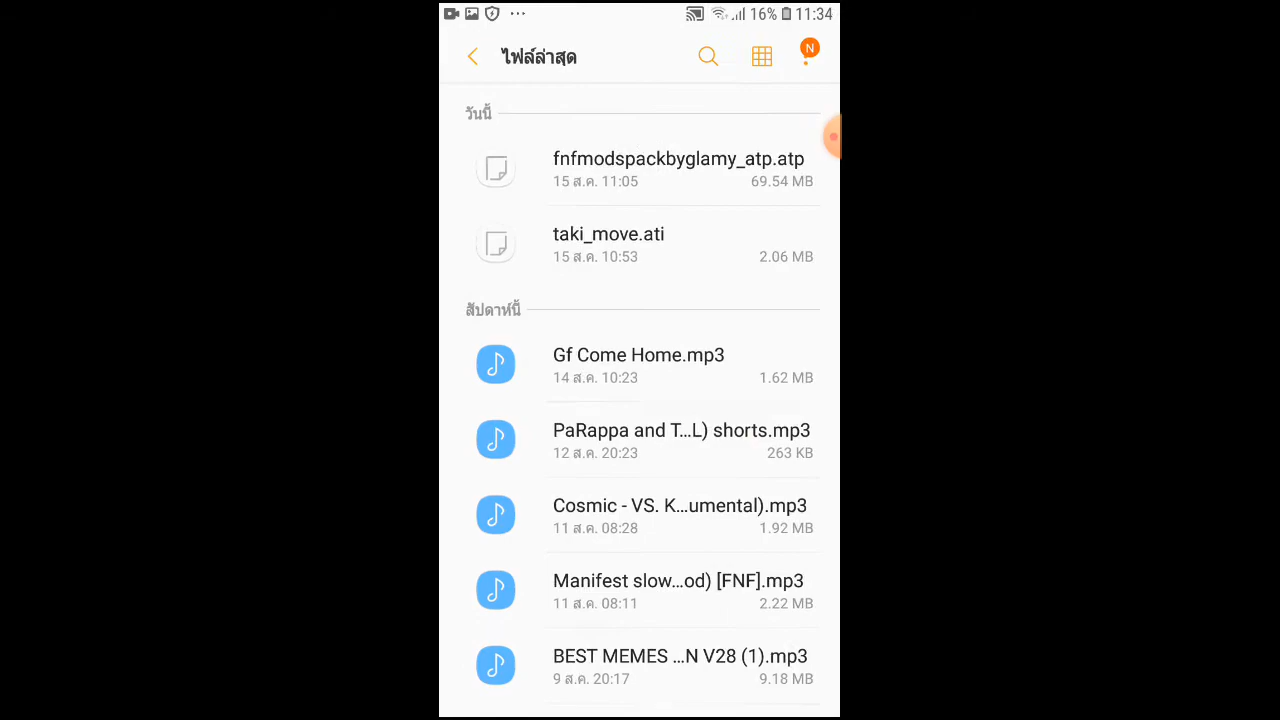 16% 11:34
ไฟล์ล่าสุด
N
วันนี้
fnfmodspackbyglamy_atp.atp
15 ส.ค. 11:05 69.54 MB
taki_move.ati
15 ส.ค. 10:53 2.06 MB
สัปดาห์นี้
Gf Come Home.mp3
14 ส.ค. 10:23 1.62 MB
PaRappa and T...L) shorts.mp3
12 ส.ค. 20:23 263 KB
Cosmic - VS. K...umental).mp3
11 ส.ค. 08:28 1.92 MB
Manifest slow...od) [FNF].mp3
11 ส.ค. 08:11 2.22 MB
BEST MEMES ...N V28 (1).mp3
9 ส.ค. 20:17 9.18 MB